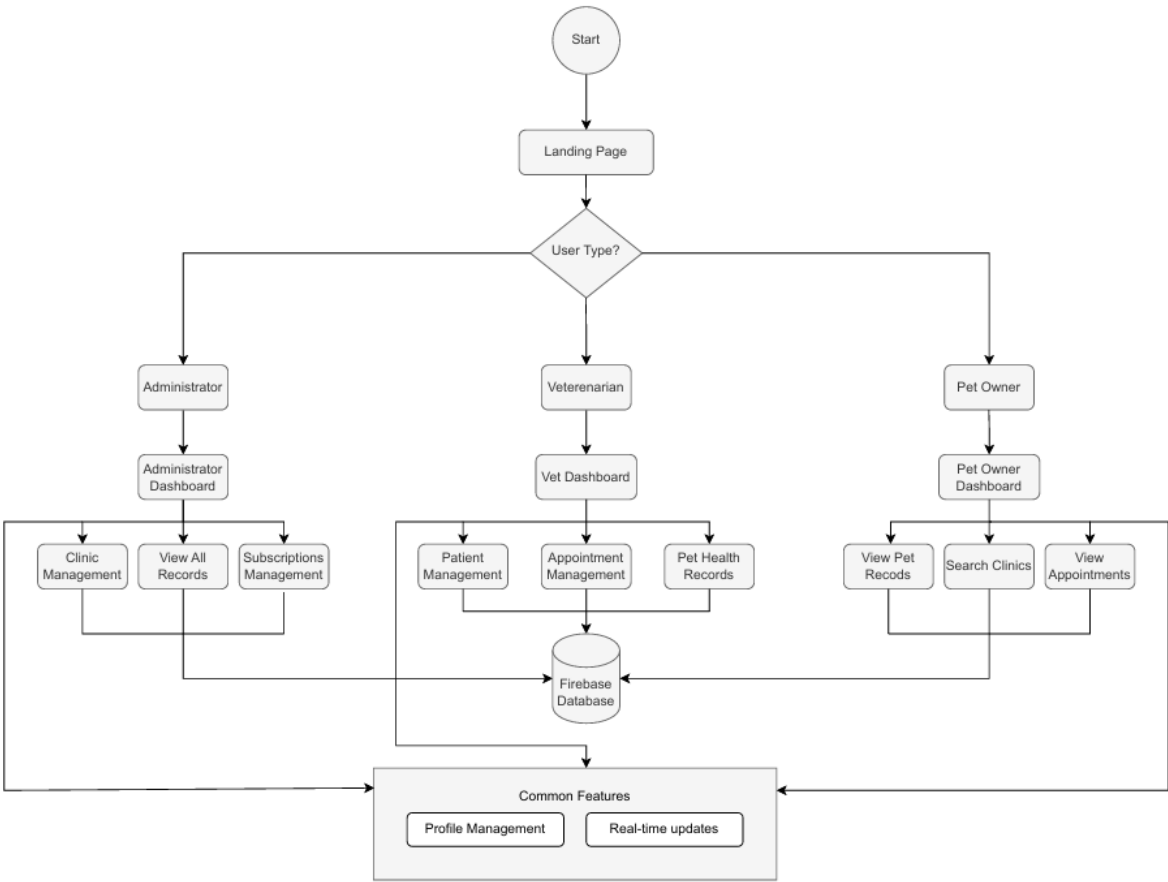 Start
Landing Page
User Type?
Administrator
Veterenarian
Pet Owner
Administrator
Dashboard
Vet Dashboard
Pet Owner
Dashboard
Clinic
Management
View All
Records
Subscriptions
Management
Patient
Management
Appointment
Management
Pet Health
Records
View Pet
Recods
Search Clinics
View
Appointments
Firebase
Database
Common Features
Profile Management
Real-time updates